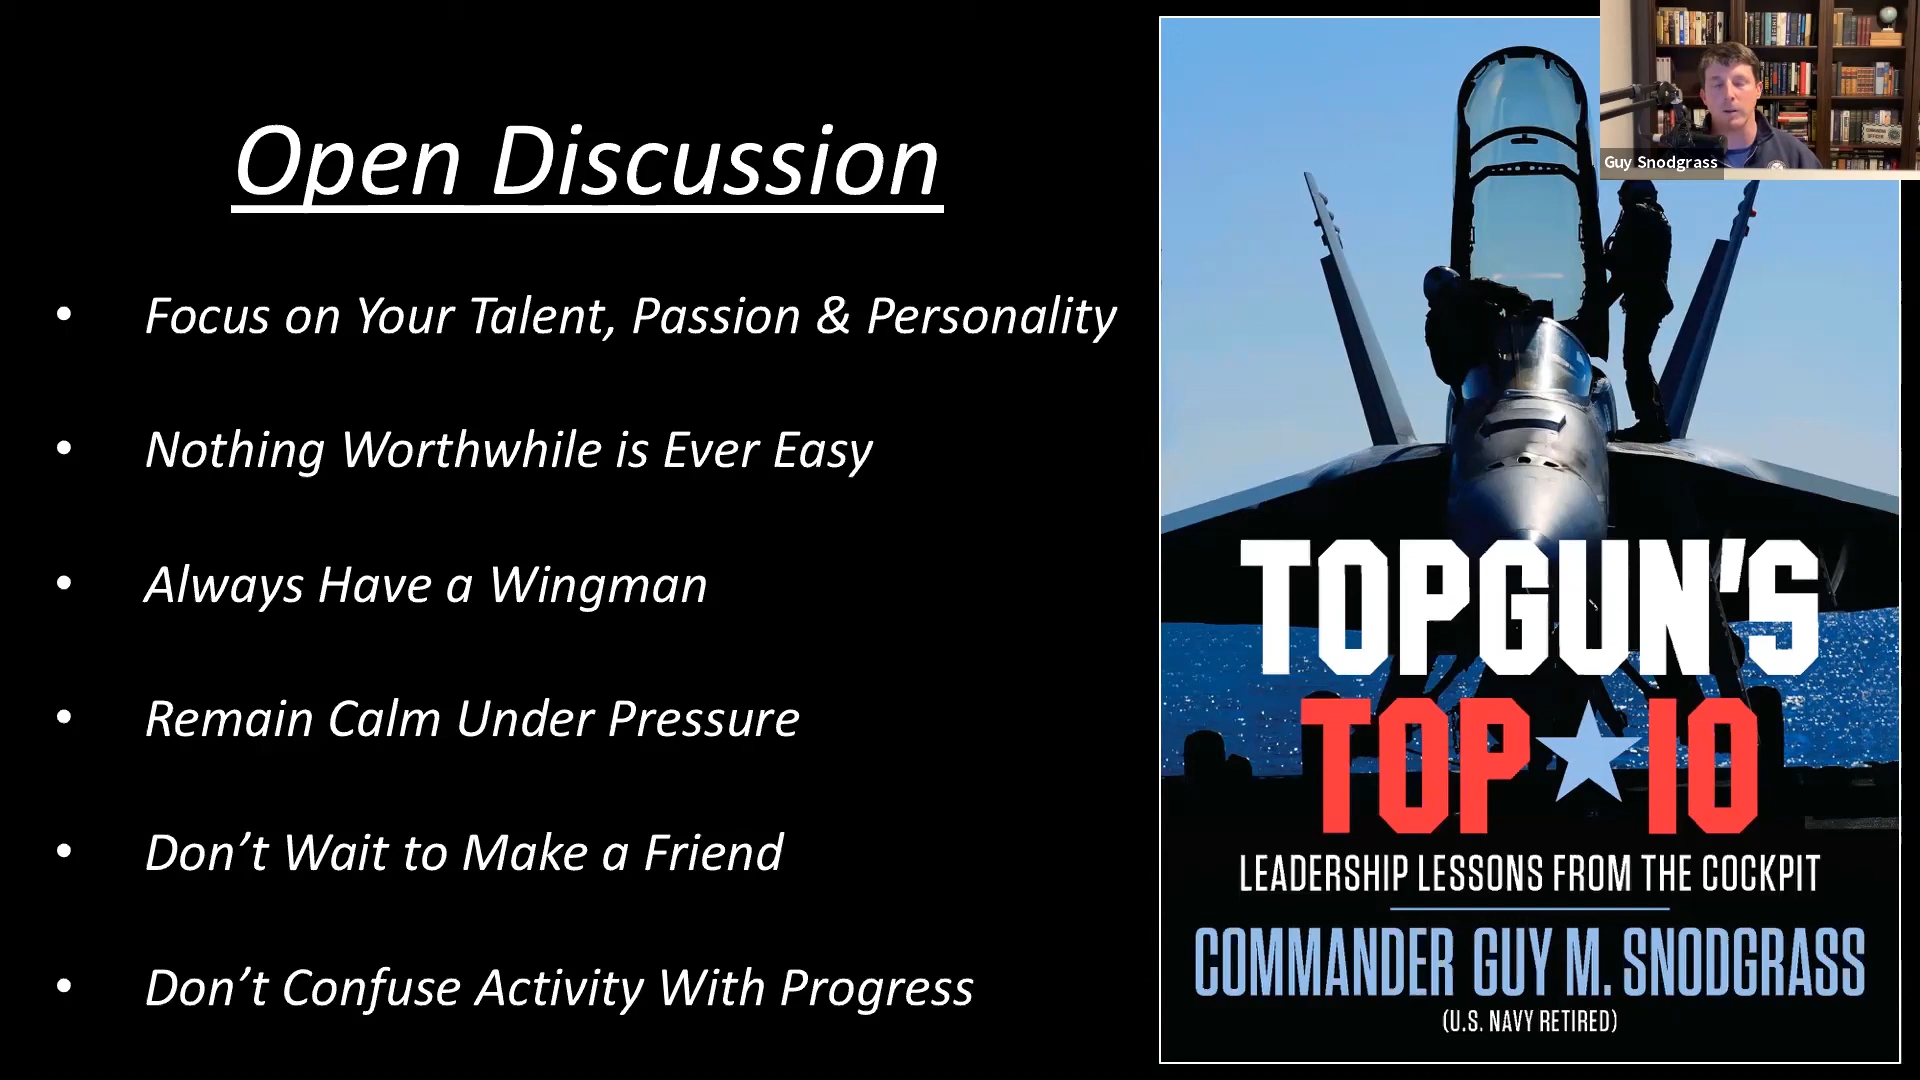 Open Discussion
• Focus on Your Talent, Passion & Personality
• Nothing Worthwhile is Ever Easy
• Always Have a Wingman
• Remain Calm Under Pressure
• Don’t Wait to Make a Friend
• Don’t Confuse Activity With Progress
Guy Snodgrass
TOPGUN'S
TOP 10
LEADERSHIP LESSONS FROM THE COCKPIT
COMMANDER GUY M. SNODGRASS
(U.S. NAVY RETIRED)